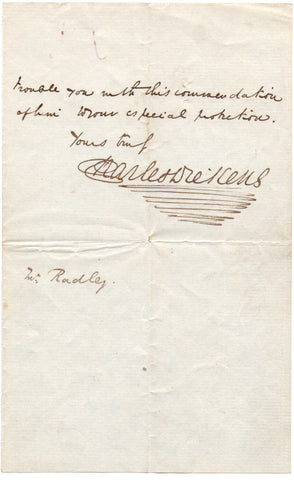 trouble you with this commendation
of him to your especial protection.
Yours truly
Charles Dickens
Mr. Radley.